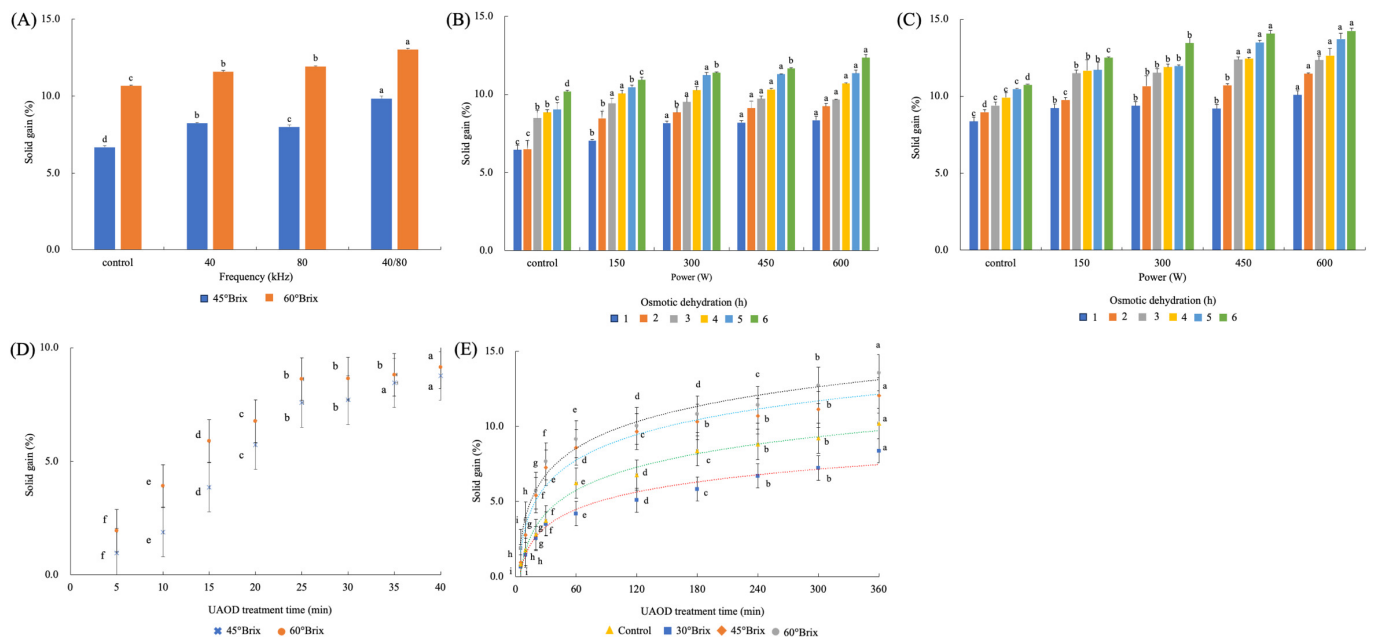 (A)
15.0%
10.0
5.0
0.0
Solid gain (%)
d
c
c
b
c
b
a
a
control
40
80
40/80
Frequency (kHz)
45°Brix
60°Brix
(B)
15.0%
10.0
5.0
0.0
Solid gain (%)
c c b b c d
b b a a b c
a b a a a b
a a a a a b
a a a a a a
control
150
300
450
600
Power (W)
Osmotic dehydration (h)
1 2 3 4 5 6
(C)
15.0%
10.0
5.0
0.0
Solid gain (%)
c d c c c d
b c b b b c
b b b b b b
b b a a a a
a a a a a a
control
150
300
450
600
Power (W)
Osmotic dehydration (h)
1 2 3 4 5 6
(D)
10.0%
5.0
0.0
Solid gain (%)
f e d c b b a a
f e d c b b a
0 5 10 15 20 25 30 35 40
UAOD treatment time (min)
45°Brix
60°Brix
(E)
15.0%
10.0
5.0
0.0
Solid gain (%)
i h g f e d d c b a
h g f e d c b b b a
i h g f e d c b b a
i h g f e d c b b a
0 60 120 180 240 300 360
UAOD treatment time (min)
Control
30°Brix
45°Brix
60°Brix